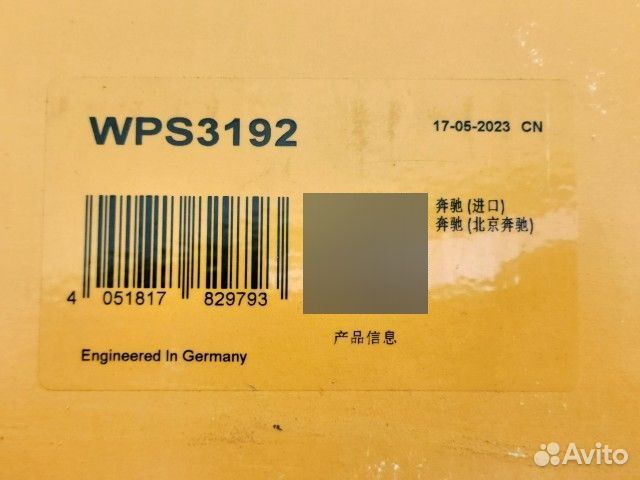 WPS3192
17-05-2023 CN
奔驰 (进口)
奔驰 (北京奔驰)
4 051817 829793
产品信息
Engineered In Germany
Avito